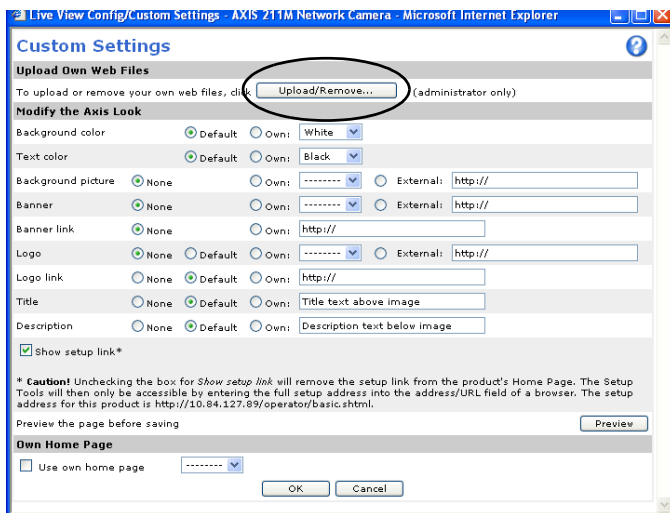 Live View Config/Custom Settings - AXIS 211M Network Camera - Microsoft Internet Explorer
Custom Settings
Upload Own Web Files
To upload or remove your own web files, click Upload/Remove... (administrator only)
Modify the Axis Look
Background color Default Own: White
Text color Default Own: Black
Background picture None Own: -------- External: http://
Banner None Own: -------- External: http://
Banner link None Own: http://
Logo None Default Own: -------- External: http://
Logo link None Default Own: http://
Title None Default Own: Title text above image
Description None Default Own: Description text below image
Show setup link*
* Caution! Unchecking the box for Show setup link will remove the setup link from the product's Home Page. The Setup
Tools will then only be accessible by entering the full setup address into the address/URL field of a browser. The setup
address for this product is http://10.84.127.89/operator/basic.shtml.
Preview the page before saving Preview
Own Home Page
Use own home page --------
OK Cancel